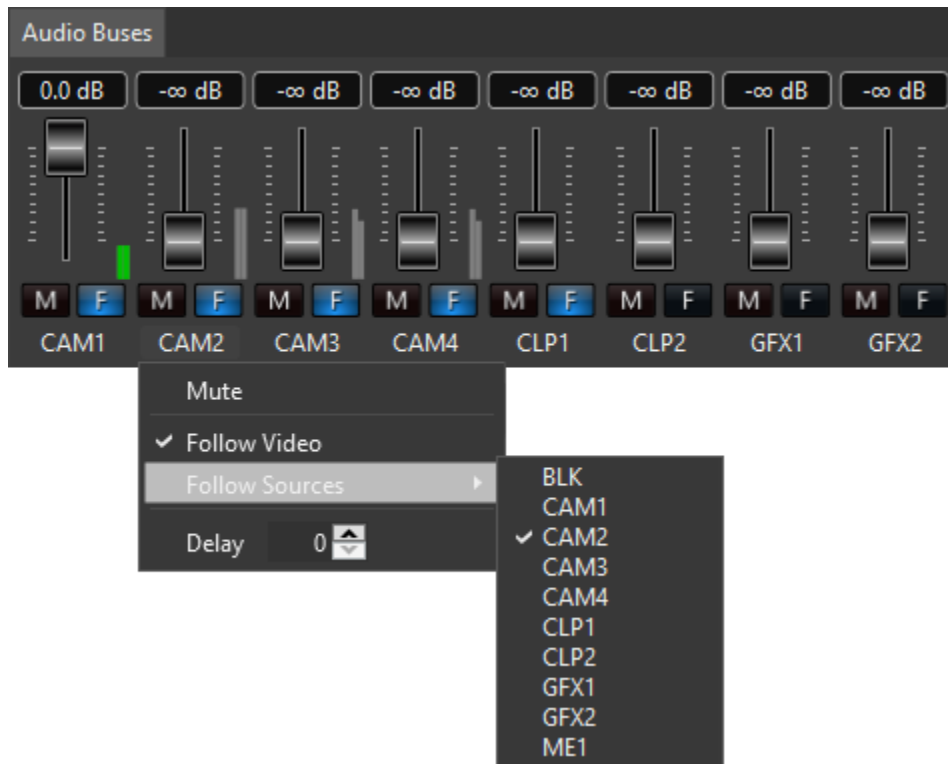 Audio Buses
0.0 dB -∞ dB -∞ dB -∞ dB -∞ dB -∞ dB -∞ dB -∞ dB
M F M F M F M F M F M F M F M F
CAM1 CAM2 CAM3 CAM4 CLP1 CLP2 GFX1 GFX2
Mute
Follow Video
Follow Sources
Delay 0
BLK
CAM1
CAM2
CAM3
CAM4
CLP1
CLP2
GFX1
GFX2
ME1